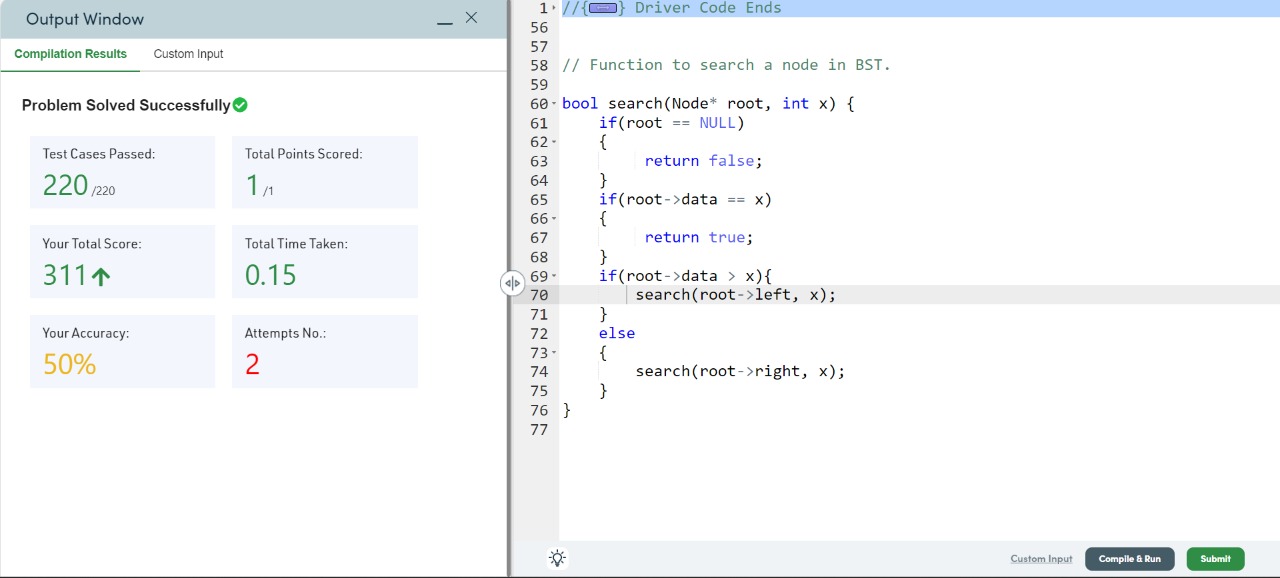 Output Window
Compilation Results Custom Input
Problem Solved Successfully
Test Cases Passed:
220 /220
Total Points Scored:
1 /1
Your Total Score:
311
Total Time Taken:
0.15
Your Accuracy:
50%
Attempts No.:
2
1 //{ } Driver Code Ends
56
57
58 // Function to search a node in BST.
59
60 bool search(Node* root, int x) {
61 if(root == NULL)
62 {
63 return false;
64 }
65 if(root->data == x)
66 {
67 return true;
68 }
69 if(root->data > x){
70 search(root->left, x);
71 }
72 else
73 {
74 search(root->right, x);
75 }
76 }
77
Custom Input Compile & Run Submit